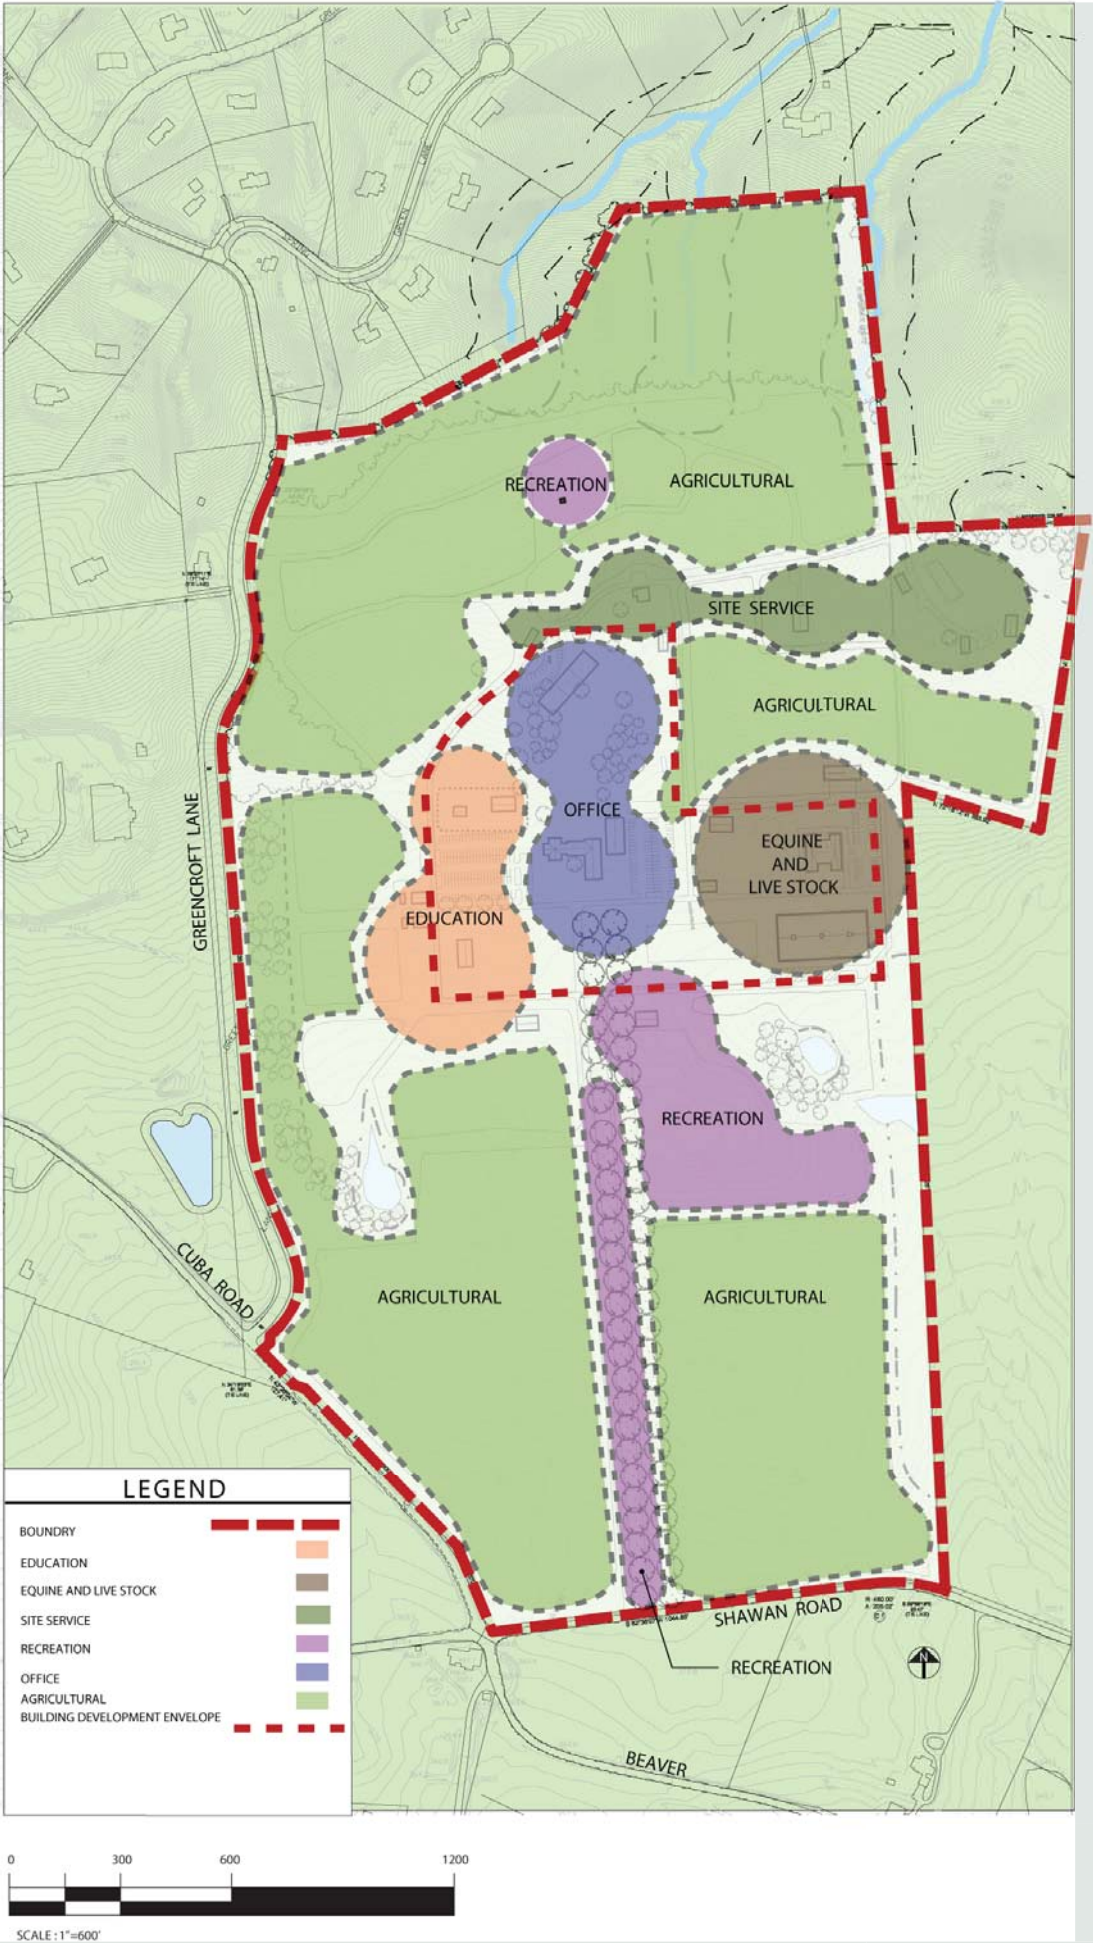 GREEN LANE
RECREATION
AGRICULTURAL
SITE SERVICE
AGRICULTURAL
OFFICE
EQUINE
AND
LIVE STOCK
GREENCROFT LANE
EDUCATION
RECREATION
CUBA ROAD
AGRICULTURAL
AGRICULTURAL
SHAWAN ROAD
N
RECREATION
BEAVER
LEGEND
BOUNDRY
EDUCATION
EQUINE AND LIVE STOCK
SITE SERVICE
RECREATION
OFFICE
AGRICULTURAL
BUILDING DEVELOPMENT ENVELOPE
0 300 600 1200
SCALE : 1"=600'